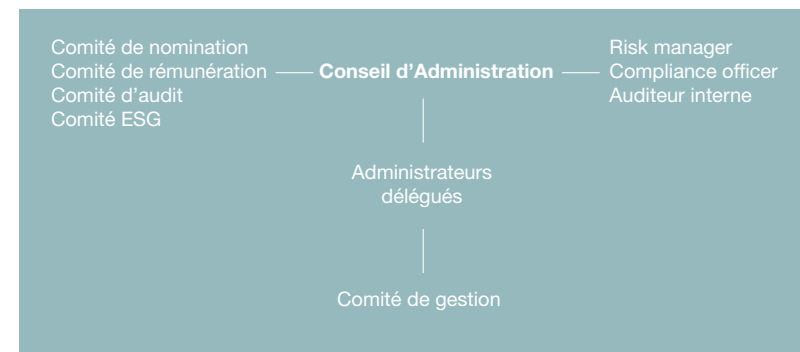 Comité de nomination
Comité de rémunération
Comité d'audit
Comité ESG
Conseil d'Administration
Risk manager
Compliance officer
Auditeur interne
Administrateurs
délégués
Comité de gestion